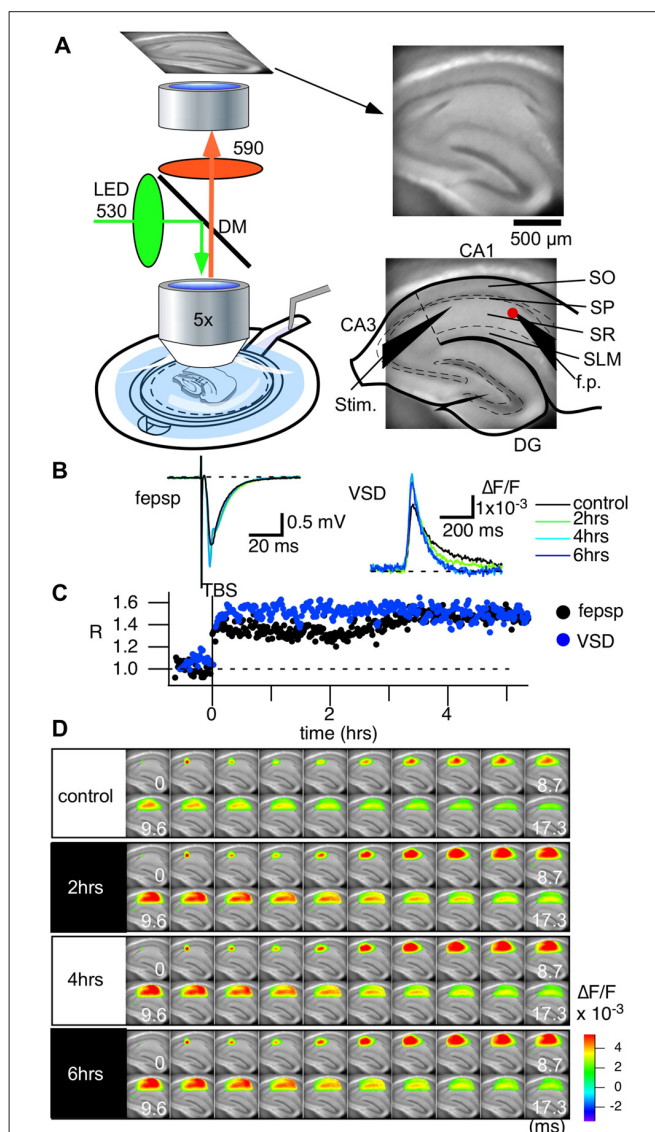 A
590
LED
530
DM
5x
500 µm
CA1
SO
SP
CA3
SR
SLM
Stim.
f.p.
DG
B
fepsp
0.5 mV
20 ms
VSD
ΔF/F
1x10⁻³
200 ms
control
2hrs
4hrs
6hrs
C
TBS
1.6
1.4
R
1.0
fepsp
VSD
0 2 4
time (hrs)
D
control
0 8.7
9.6 17.3
2hrs
0 8.7
9.6 17.3
4hrs
0 8.7
9.6 17.3
6hrs
0 8.7
9.6 17.3
(ms)
ΔF/F
x 10⁻³
4
2
0
-2